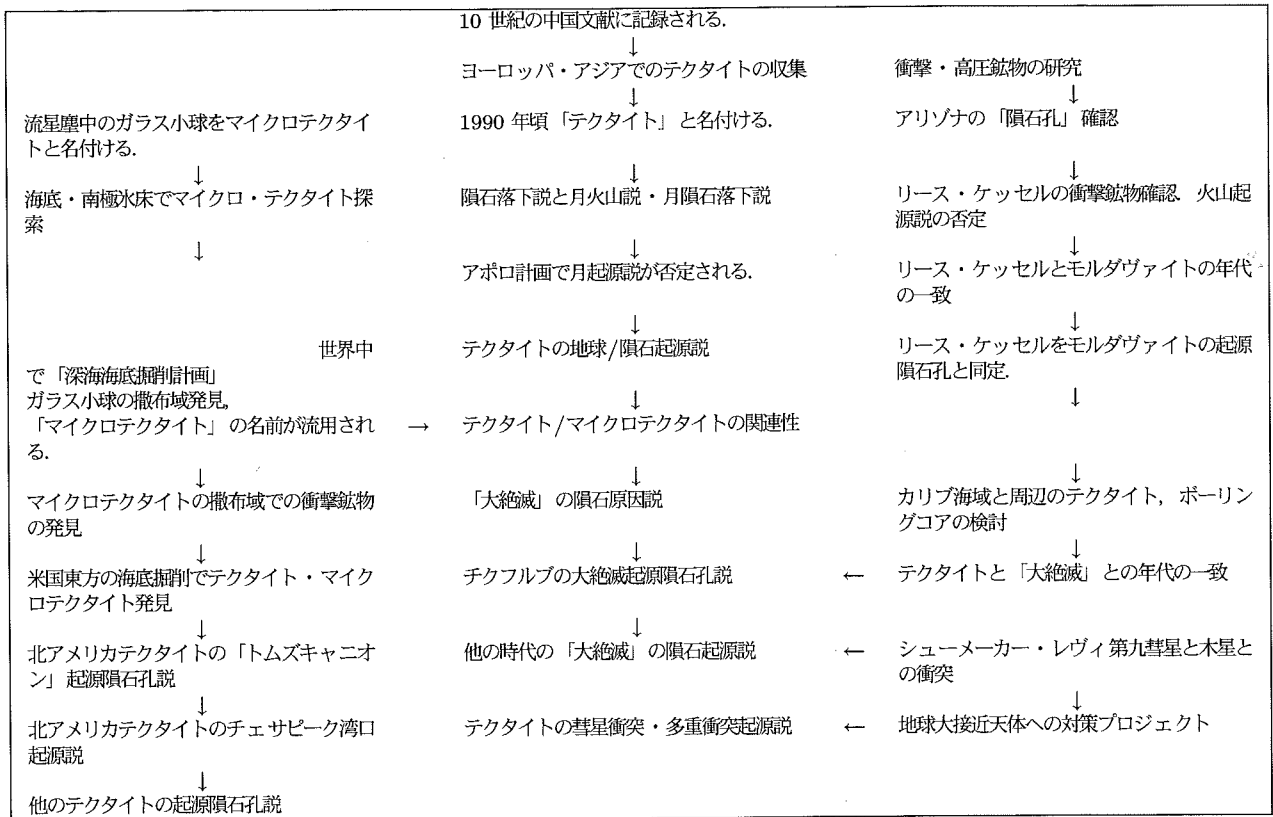 10 世紀の中国文献に記録される.
↓
ヨーロッパ・アジアでのテクタイトの収集
衝撃・高圧鉱物の研究
↓
↓
流星塵中のガラス小球をマイクロテクタイ
トと名付ける.
1990 年頃「テクタイト」と名付ける.
アリゾナの「隕石孔」確認
↓
↓
↓
海底・南極氷床でマイクロ・テクタイト探
索
隕石落下説と月火山説・月隕石落下説
リース・ケッセルの衝撃鉱物確認. 火山起
源説の否定
↓
↓
↓
アポロ計画で月起源説が否定される.
リース・ケッセルとモルダヴァイトの年代
の一致
↓
↓
世界中
で「深海海底掘削計画」
ガラス小球の撒布域発見,
「マイクロテクタイト」の名前が流用され
る.
テクタイトの地球/隕石起源説
リース・ケッセルをモルダヴァイトの起源
隕石孔と同定.
↓
↓
→
テクタイト/マイクロテクタイトの関連性
↓
↓
↓
マイクロテクタイトの撒布域での衝撃鉱物
の発見
「大絶滅」の隕石原因説
カリブ海域と周辺のテクタイト, ボーリン
グコアの検討
↓
↓
↓
米国東方の海底掘削でテクタイト・マイク
ロテクタイト発見
チクフルブの大絶滅起源隕石孔説
←
テクタイトと「大絶滅」との年代の一致
↓
↓
北アメリカテクタイトの「トムズキャニオ
ン」起源隕石孔説
他の時代の「大絶滅」の隕石起源説
←
シューメーカー・レヴィ第九彗星と木星と
の衝突
↓
↓
北アメリカテクタイトのチェサピーク湾口
起源説
テクタイトの彗星衝突・多重衝突起源説
←
地球大接近天体への対策プロジェクト
↓
他のテクタイトの起源隕石孔説